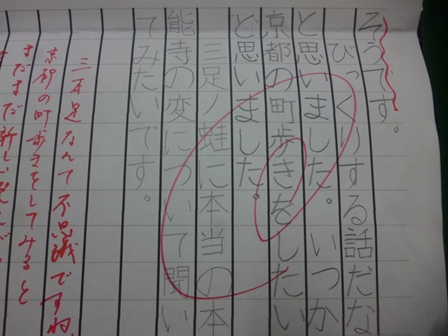 そうです。
びっくりする話だな
と思いました。いつか
京都の町歩きをしたい
と思いました。
三足ノ蛙に本当の本
能寺の変について聞い
てみたいです。
三本足なんて不思議ですね
京都の町歩きをしてみると
まだまだ新しい